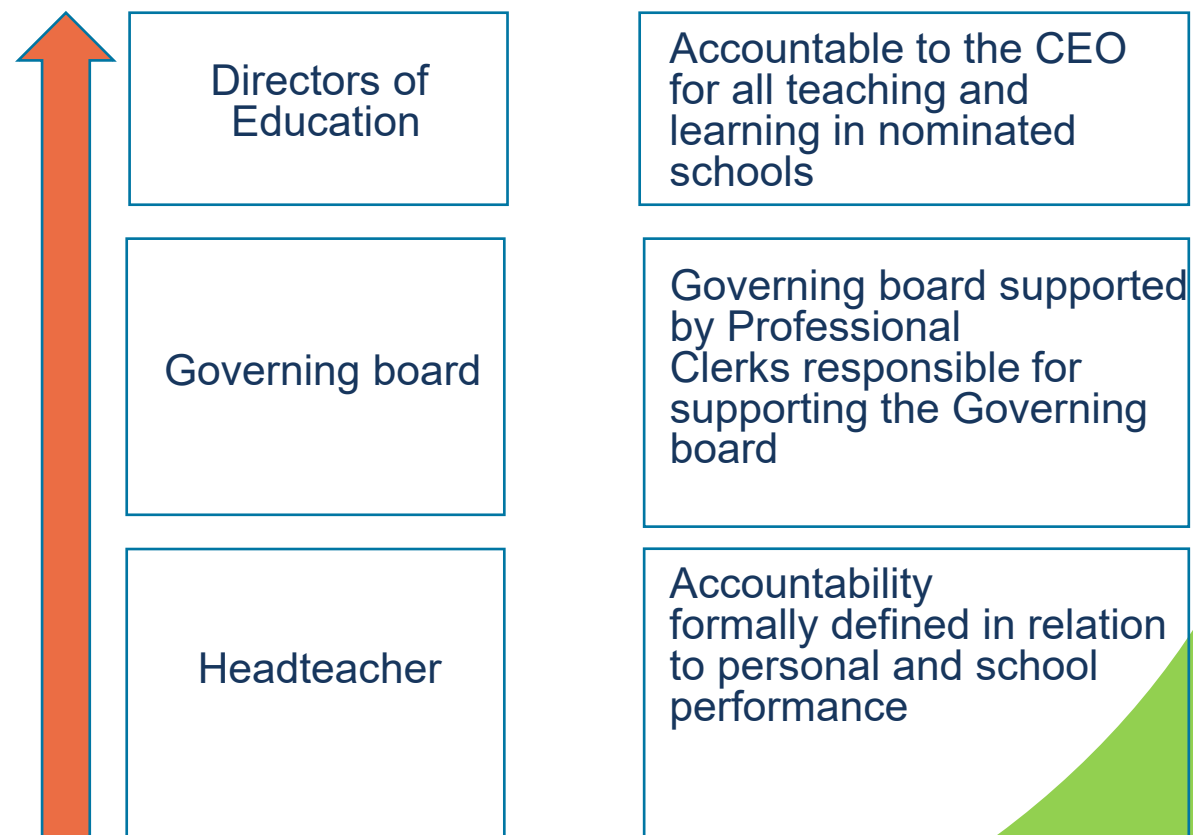 Directors of
Education
Accountable to the CEO
for all teaching and
learning in nominated
schools
Governing board
Governing board supported
by Professional
Clerks responsible for
supporting the Governing
board
Headteacher
Accountability
formally defined in relation
to personal and school
performance